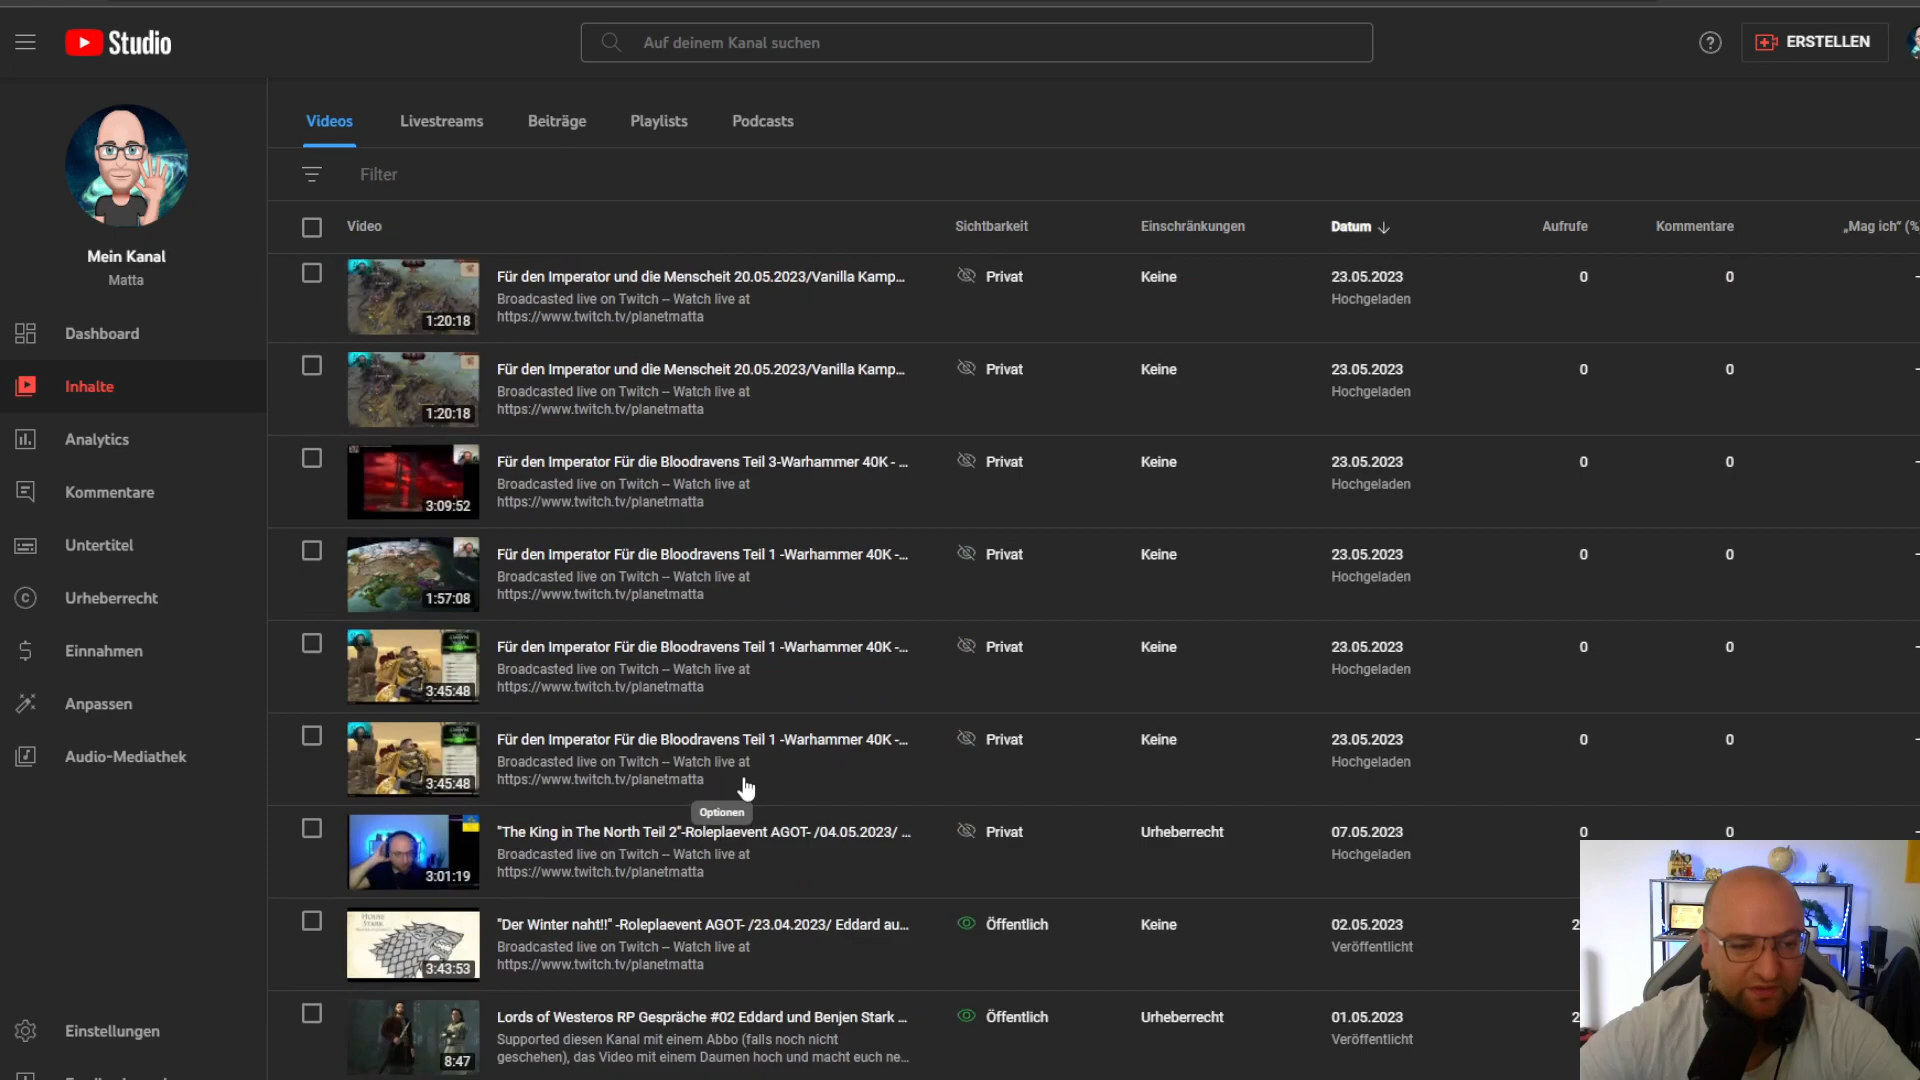 Studio
Auf deinem Kanal suchen
ERSTELLEN
Mein Kanal
Matta
Dashboard
Inhalte
Analytics
Kommentare
Untertitel
Urheberrecht
Einnahmen
Anpassen
Audio-Mediathek
Einstellungen
Videos Livestreams Beiträge Playlists Podcasts
Filter
Video Sichtbarkeit Einschränkungen Datum Aufrufe Kommentare „Mag ich“ (%
Für den Imperator und die Menscheit 20.05.2023/Vanilla Kamp... Privat Keine 23.05.2023 0 0
Broadcasted live on Twitch -- Watch live at Hochgeladen
https://www.twitch.tv/planetmatta
1:20:18
Für den Imperator und die Menscheit 20.05.2023/Vanilla Kamp... Privat Keine 23.05.2023 0 0
Broadcasted live on Twitch -- Watch live at Hochgeladen
https://www.twitch.tv/planetmatta
1:20:18
Für den Imperator Für die Bloodravens Teil 3-Warhammer 40K - ... Privat Keine 23.05.2023 0 0
Broadcasted live on Twitch -- Watch live at Hochgeladen
https://www.twitch.tv/planetmatta
3:09:52
Für den Imperator Für die Bloodravens Teil 1 -Warhammer 40K -... Privat Keine 23.05.2023 0 0
Broadcasted live on Twitch -- Watch live at Hochgeladen
https://www.twitch.tv/planetmatta
1:57:08
Für den Imperator Für die Bloodravens Teil 1 -Warhammer 40K -... Privat Keine 23.05.2023 0 0
Broadcasted live on Twitch -- Watch live at Hochgeladen
https://www.twitch.tv/planetmatta
3:45:48
Für den Imperator Für die Bloodravens Teil 1 -Warhammer 40K -... Privat Keine 23.05.2023 0 0
Broadcasted live on Twitch -- Watch live at Hochgeladen
https://www.twitch.tv/planetmatta
3:45:48
Optionen
"The King in The North Teil 2"-Roleplaevent AGOT- /04.05.2023/ ... Privat Urheberrecht 07.05.2023 0 0
Broadcasted live on Twitch -- Watch live at Hochgeladen
https://www.twitch.tv/planetmatta
3:01:19
"Der Winter naht!!" -Roleplaevent AGOT- /23.04.2023/ Eddard au... Öffentlich Keine 02.05.2023 2
Broadcasted live on Twitch -- Watch live at Veröffentlicht
https://www.twitch.tv/planetmatta
HOUSE
STARK
3:43:53
Lords of Westeros RP Gespräche #02 Eddard und Benjen Stark ... Öffentlich Urheberrecht 01.05.2023 2
Supported diesen Kanal mit einem Abbo (falls noch nicht Veröffentlicht
geschehen), das Video mit einem Daumen hoch und macht euch ne...
8:47